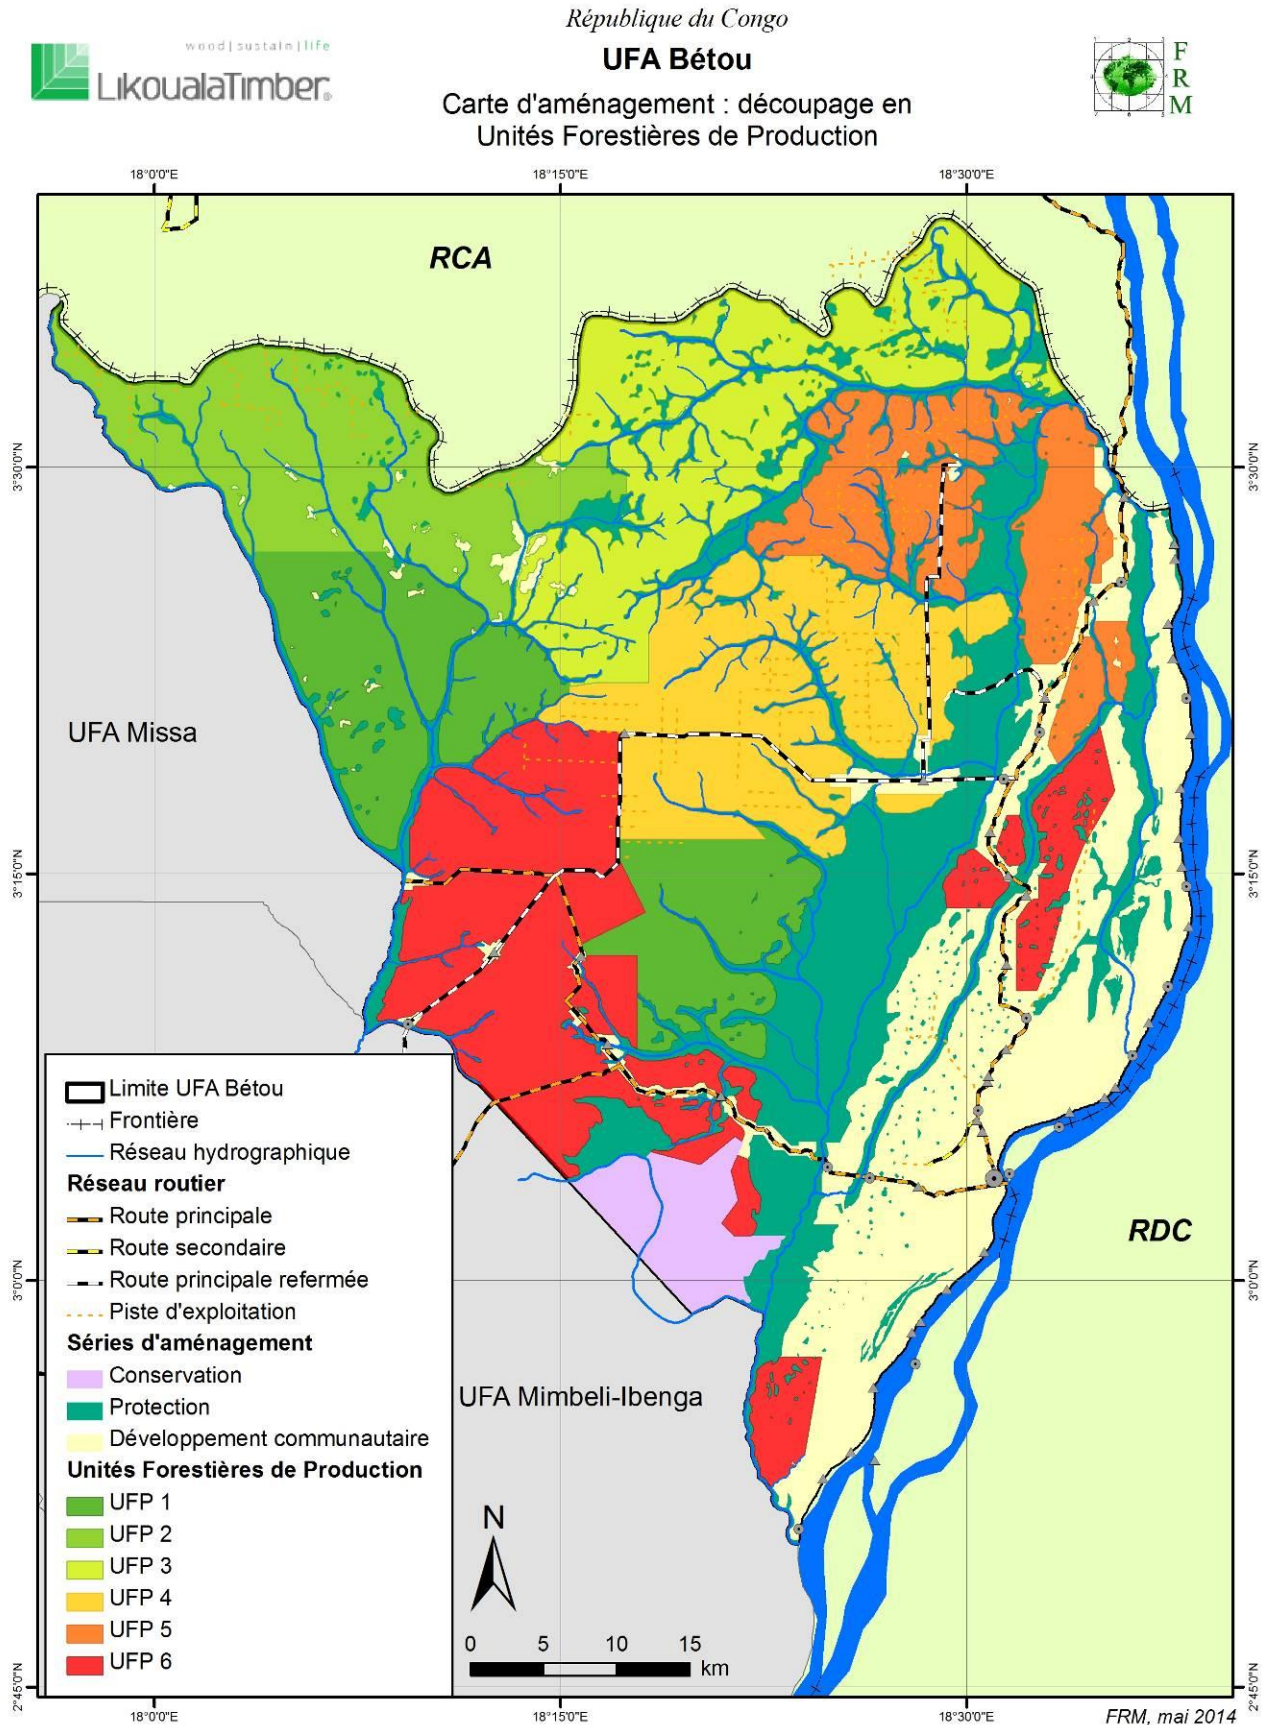 République du Congo
wood | sustain | life
LikoualaTimber®
UFA Bétou
Carte d'aménagement : découpage en
Unités Forestières de Production
F
R
M
18°0'0"E
18°15'0"E
18°30'0"E
RCA
3°30'0"N
3°30'0"N
UFA Missa
3°15'0"N
3°15'0"N
Limite UFA Bétou
Frontière
Réseau hydrographique
Réseau routier
Route principale
Route secondaire
Route principale refermée
Piste d'exploitation
Séries d'aménagement
Conservation
Protection
Développement communautaire
Unités Forestières de Production
UFP 1
UFP 2
UFP 3
UFP 4
UFP 5
UFP 6
RDC
3°0'0"N
3°0'0"N
UFA Mimbeli-Ibenga
N
0 5 10 15
km
2°45'0"N
2°45'0"N
18°0'0"E
18°15'0"E
18°30'0"E
FRM, mai 2014